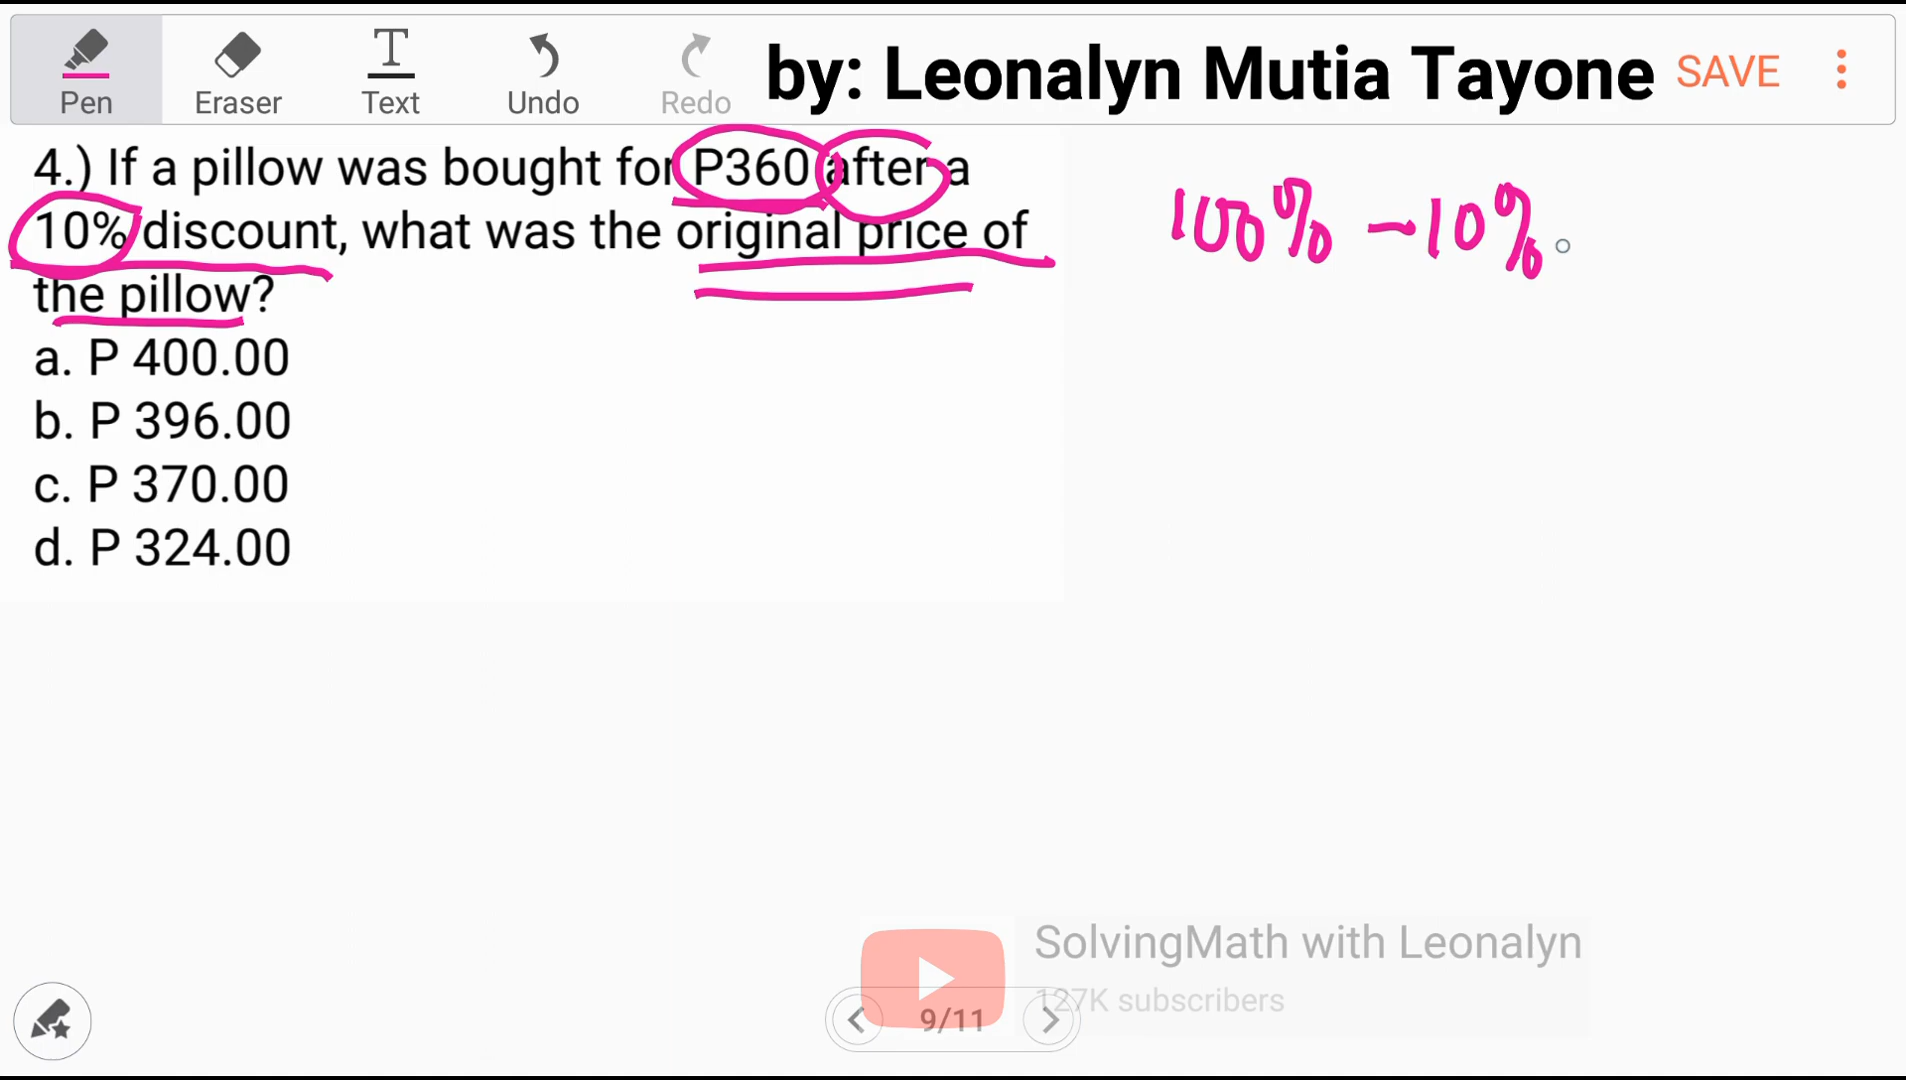 Pen Eraser Text Undo Redo by: Leonalyn Mutia Tayone SAVE
4.) If a pillow was bought for P360 after a
10% discount, what was the original price of
the pillow?
100% - 10%
a. P 400.00
b. P 396.00
c. P 370.00
d. P 324.00
SolvingMath with Leonalyn
127K subscribers
9/11